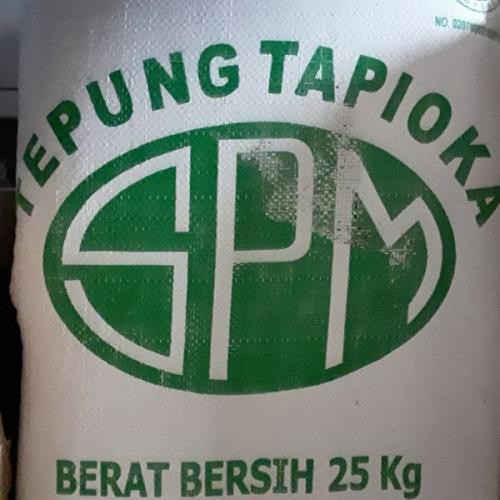 TEPUNG TAPIOKA
SPM
BERAT BERSIH 25 Kg